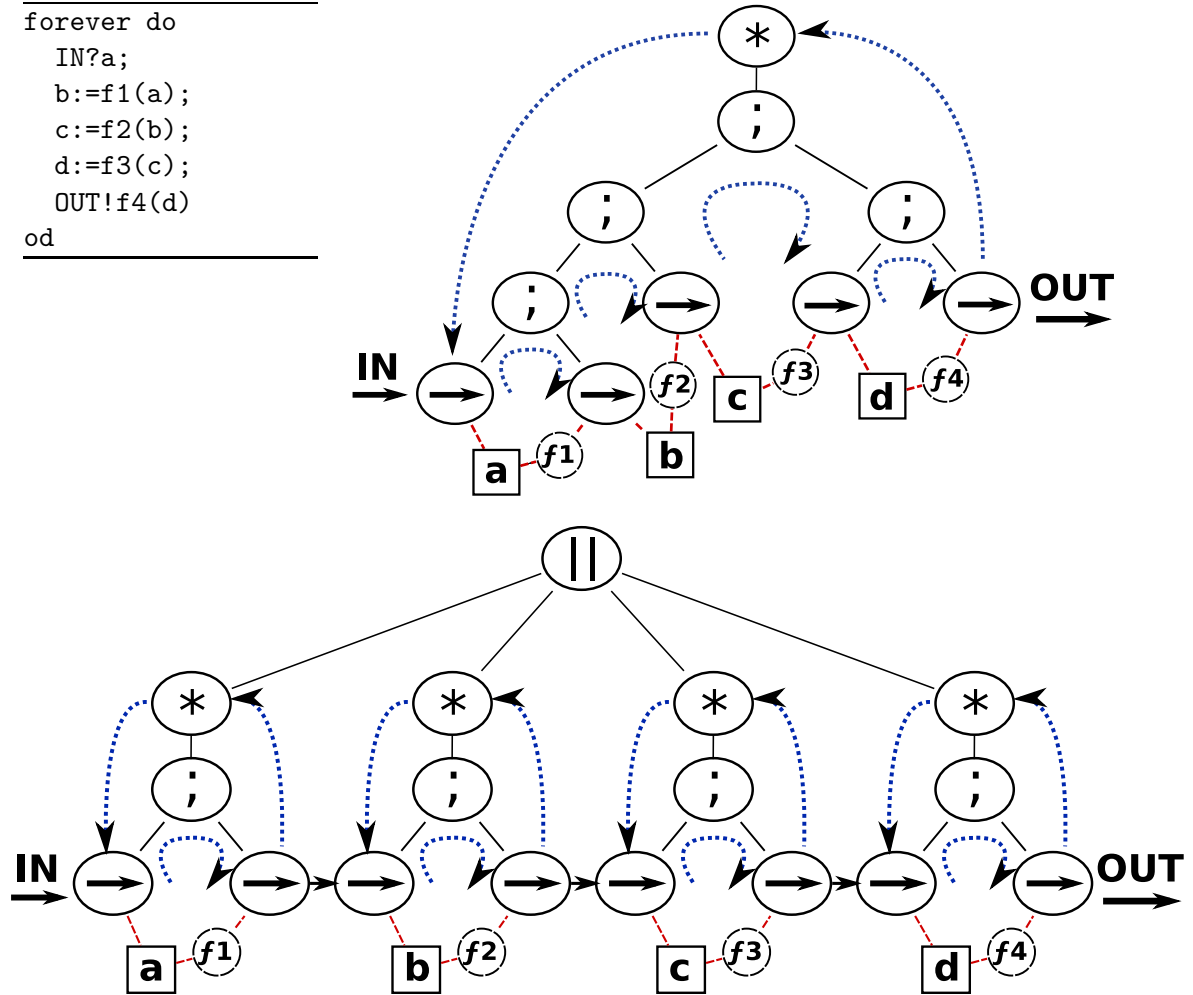 forever do
IN?a;
b:=f1(a);
c:=f2(b);
d:=f3(c);
OUT!f4(d)
od
*
;
; ;
; OUT
IN f2 c f3 d f4
a f1 b
||
* * * *
; ; ; ;
IN OUT
a f1 b f2 c f3 d f4